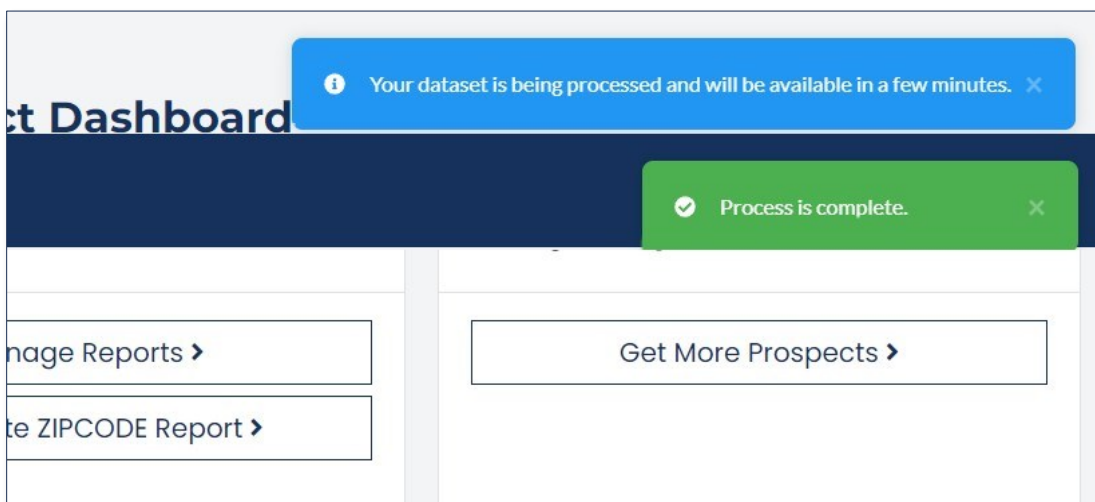 Your dataset is being processed and will be available in a few minutes.
ct Dashboard
Process is complete.
nage Reports
Get More Prospects
te ZIPCODE Report